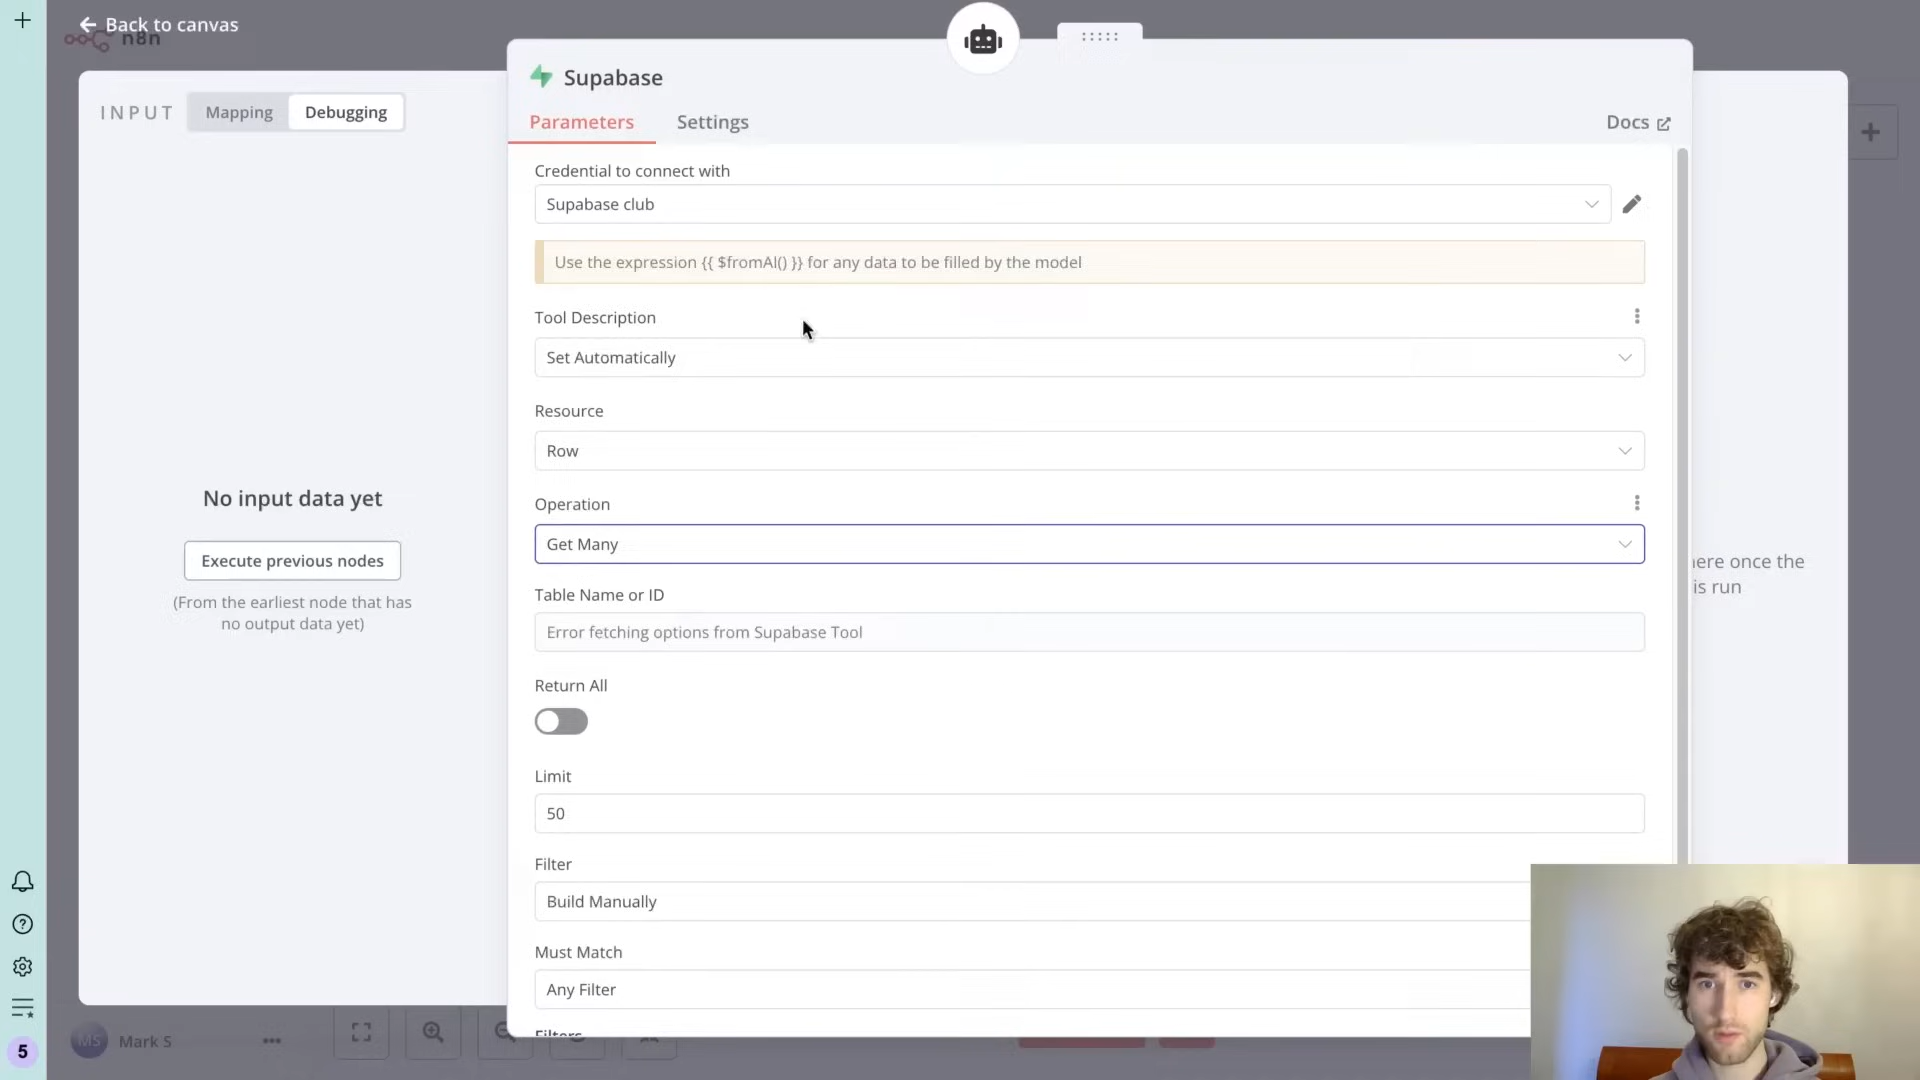 Back to canvas
n8n
INPUT
Mapping
Debugging
No input data yet
Execute previous nodes
(From the earliest node that has
no output data yet)
Supabase
Parameters
Settings
Docs
Credential to connect with
Supabase club
Use the expression {{ $fromAI() }} for any data to be filled by the model
Tool Description
Set Automatically
Resource
Row
Operation
Get Many
Table Name or ID
Error fetching options from Supabase Tool
Return All
Limit
50
Filter
Build Manually
Must Match
Any Filter
Filters
ere once the
is run
MS
Mark S
5